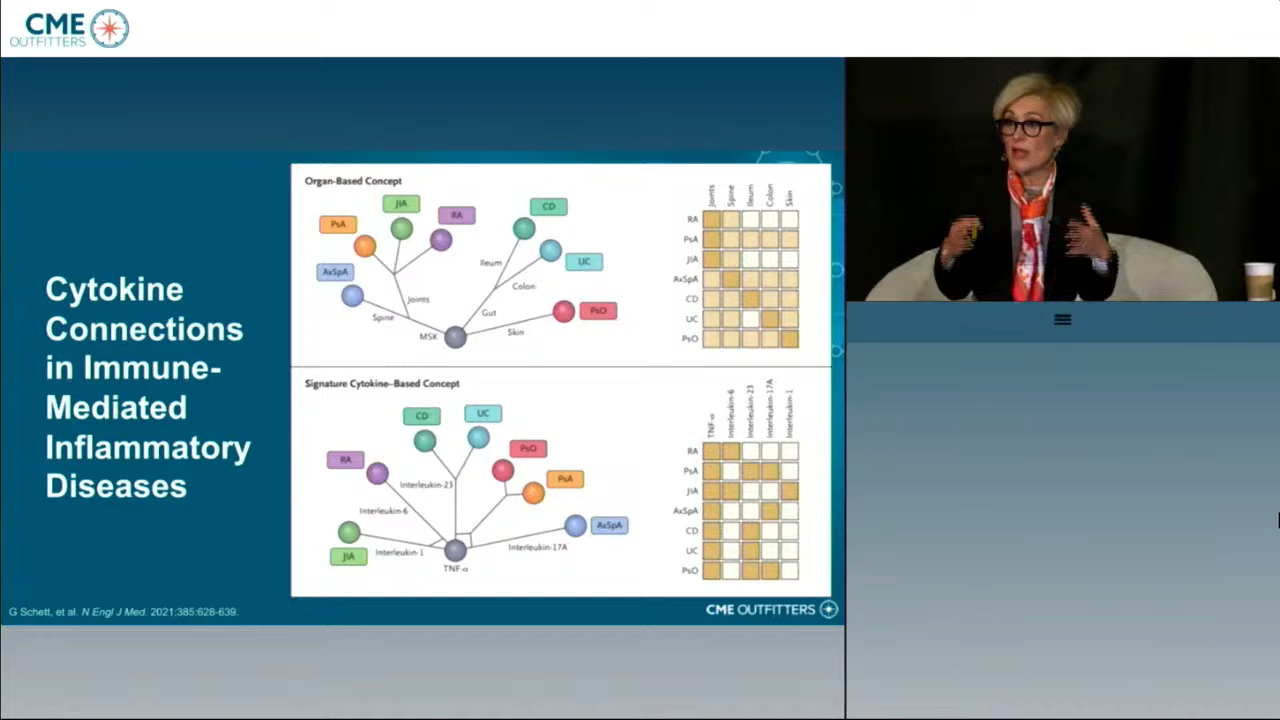 CME
OUTFITTERS
Cytokine
Connections
in Immune-
Mediated
Inflammatory
Diseases
Organ-Based Concept
JIA
RA
PsA
AxSpA
CD
UC
PsO
Ileum
Colon
Joints
Spine
Gut
MSK
Skin
Joints
Spine
Ileum
Colon
Skin
RA
PsA
JIA
AxSpA
CD
UC
PsO
Signature Cytokine–Based Concept
CD
UC
PsO
RA
PsA
AxSpA
JIA
Interleukin-23
Interleukin-6
Interleukin-1
Interleukin-17A
TNF-α
TNF-α
Interleukin-6
Interleukin-23
Interleukin-17A
Interleukin-1
RA
PsA
JIA
AxSpA
CD
UC
PsO
G Schett, et al. N Engl J Med. 2021;385:628-639.
CME OUTFITTERS